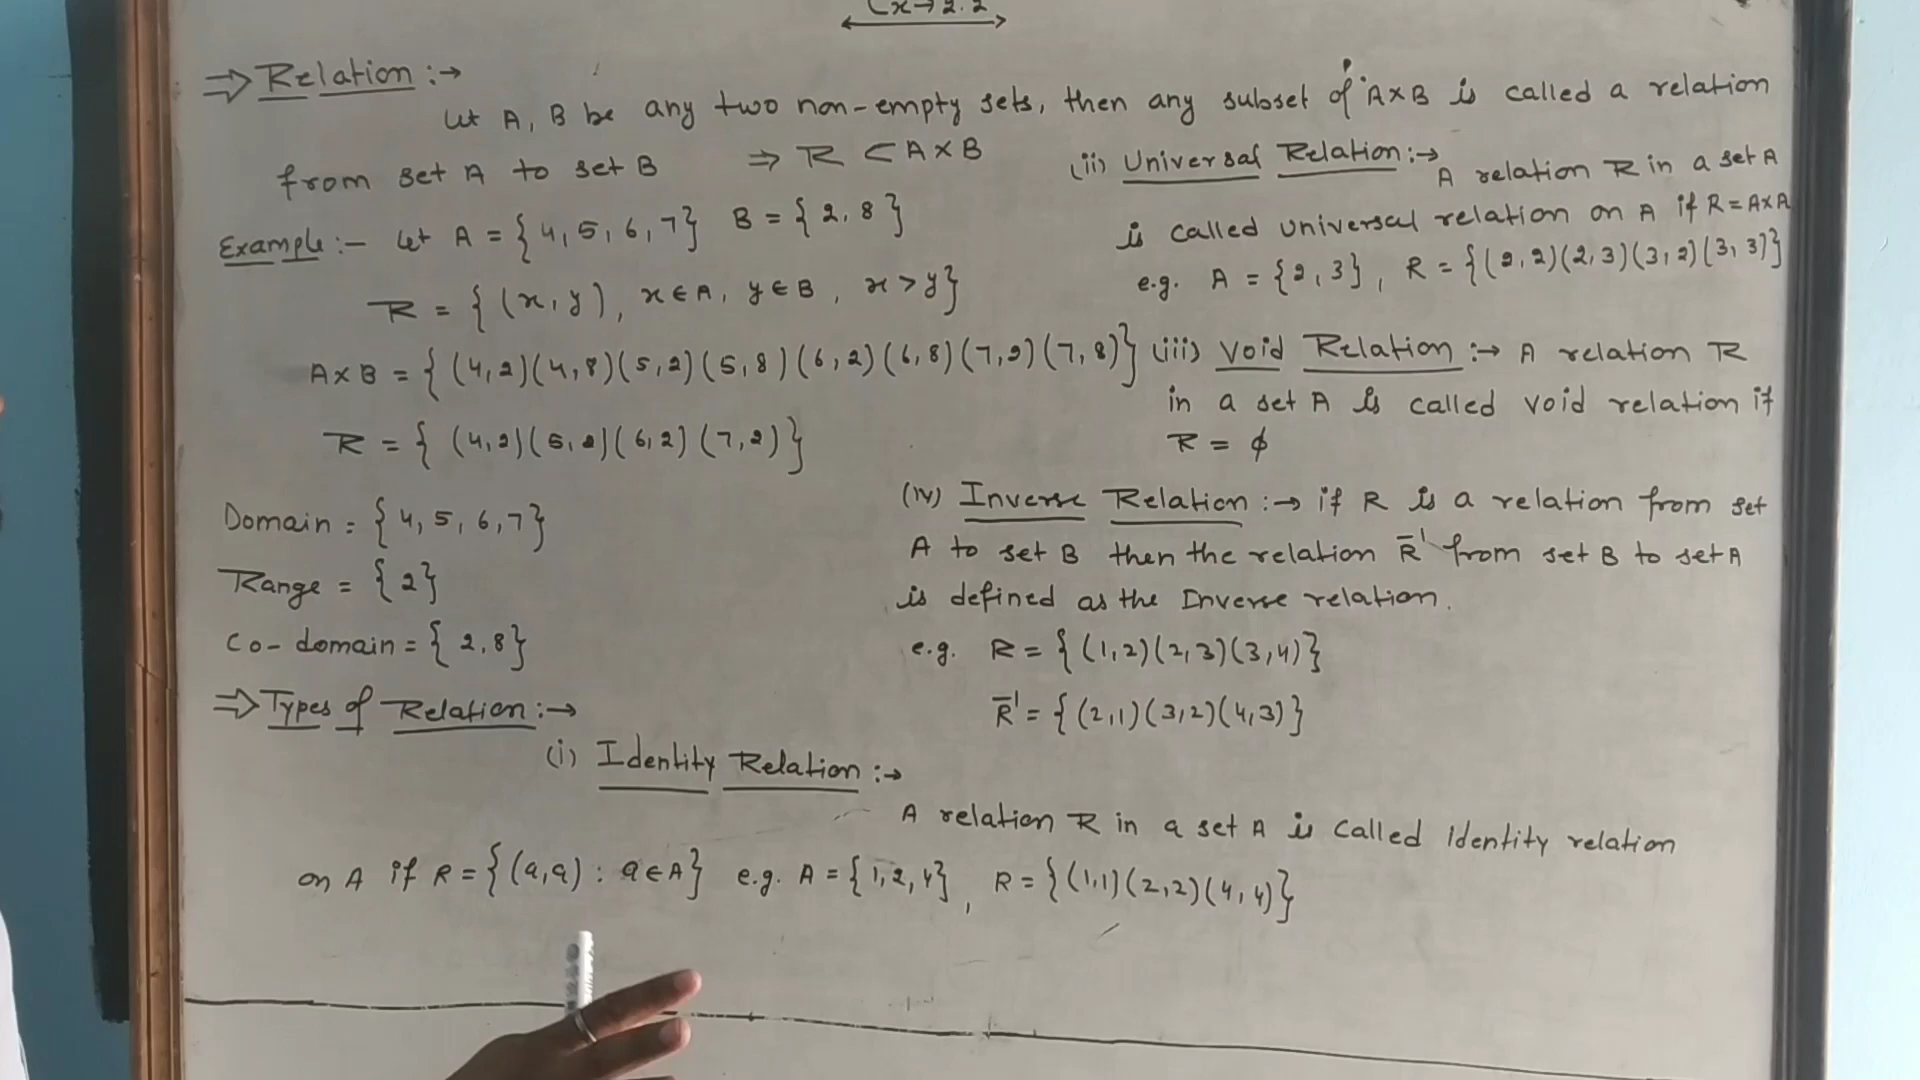 Ex→2.2
⇒ Relation :→
Let A, B be any two non-empty sets, then any subset of A×B is called a relation
from set A to set B ⇒ R ⊂ A×B
Example :- Let A = {4, 5, 6, 7} B = {2, 8}
R = {(x, y), x∈A, y∈B, x>y}
A×B = {(4,2)(4,8)(5,2)(5,8)(6,2)(6,8)(7,2)(7,8)}
R = {(4,2)(5,2)(6,2)(7,2)}
Domain = {4, 5, 6, 7}
Range = {2}
Co-domain = {2, 8}
⇒ Types of Relation :→
(i) Identity Relation :→
A relation R in a set A is called Identity relation
on A if R = {(a,a) : a∈A} e.g. A = {1, 2, 4}, R = {(1,1)(2,2)(4,4)}
(ii) Universal Relation :→ A relation R in a set A
is called universal relation on A if R = A×A
e.g. A = {2, 3}, R = {(2,2)(2,3)(3,2)(3,3)}
(iii) Void Relation :→ A relation R
in a set A is called void relation if
R = ϕ
(iv) Inverse Relation :→ if R is a relation from set
A to set B then the relation R⁻¹ from set B to set A
is defined as the Inverse relation.
e.g. R = {(1,2)(2,3)(3,4)}
R⁻¹ = {(2,1)(3,2)(4,3)}